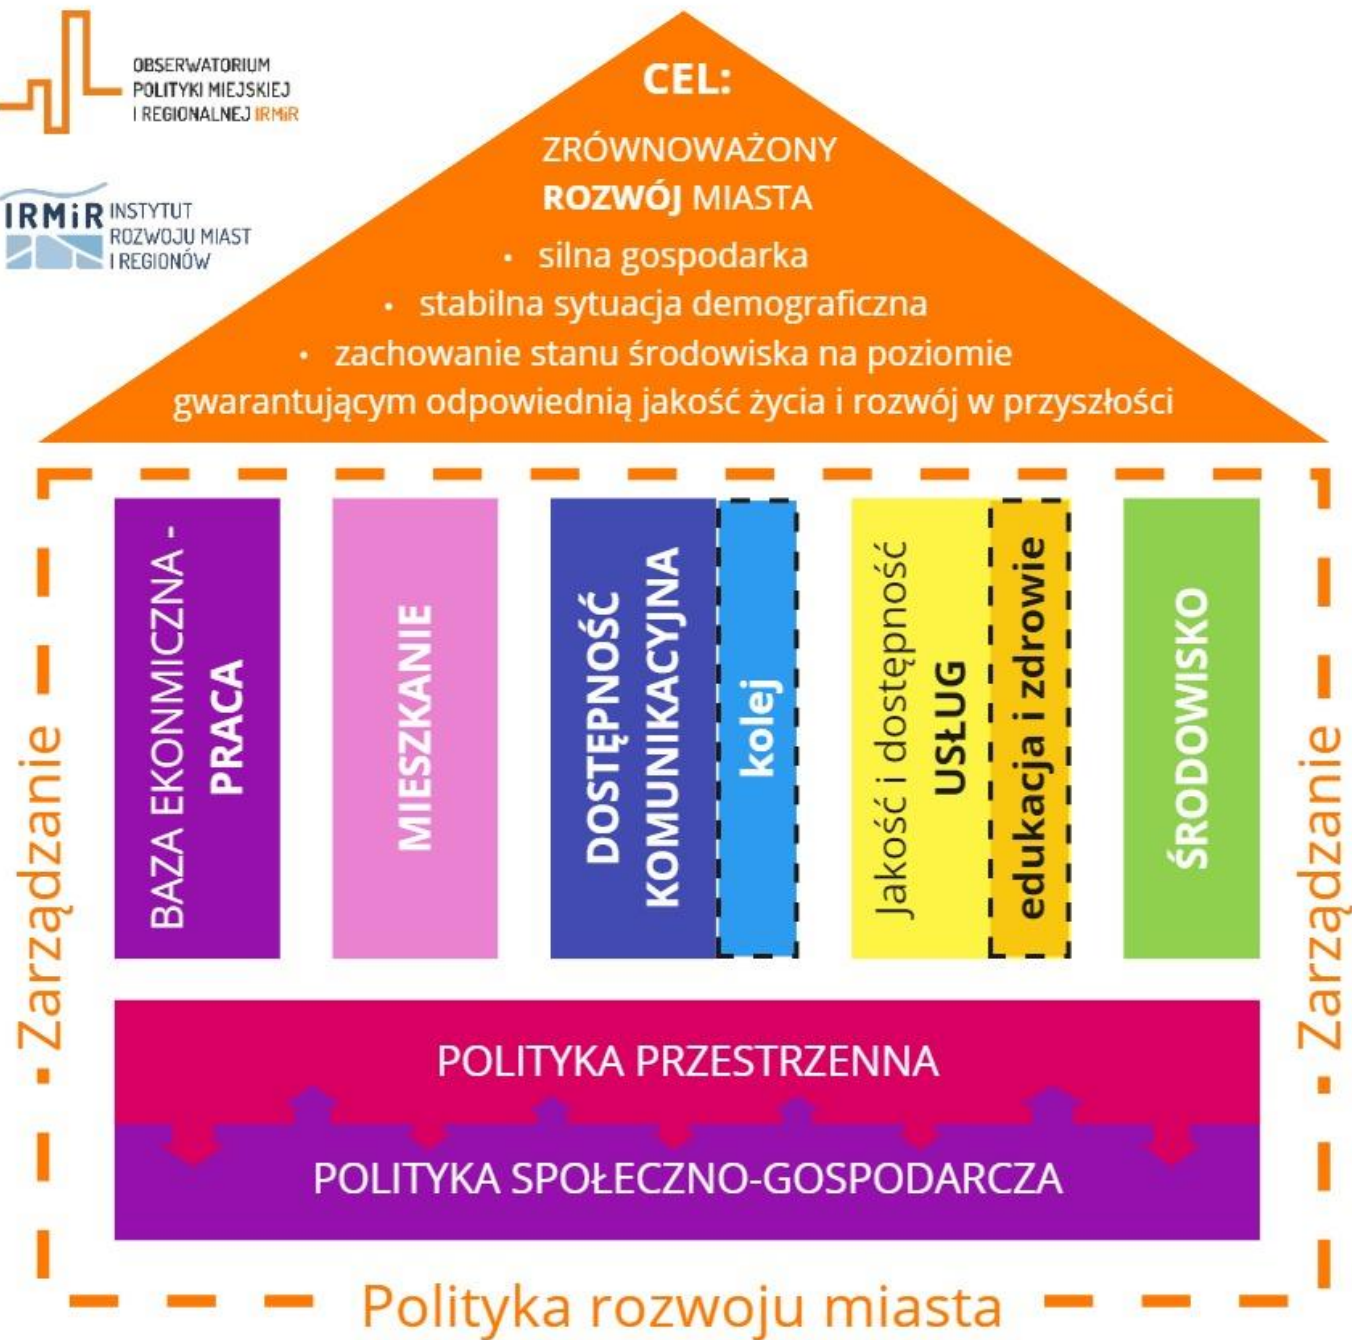 OBSERWATORIUM
POLITYKI MIEJSKIEJ
I REGIONALNEJ IRMiR
IRMiR INSTYTUT
ROZWOJU MIAST
I REGIONÓW
CEL:
ZRÓWNOWAŻONY
ROZWÓJ MIASTA
• silna gospodarka
• stabilna sytuacja demograficzna
• zachowanie stanu środowiska na poziomie
gwarantującym odpowiednią jakość życia i rozwój w przyszłości
Zarządzanie
BAZA EKONOMICZNA -
PRACA
MIESZKANIE
DOSTĘPNOŚĆ
KOMUNIKACYJNA
kolej
Jakość i dostępność
USŁUG
edukacja i zdrowie
ŚRODOWISKO
Zarządzanie
POLITYKA PRZESTRZENNA
POLITYKA SPOŁECZNO-GOSPODARCZA
Polityka rozwoju miasta